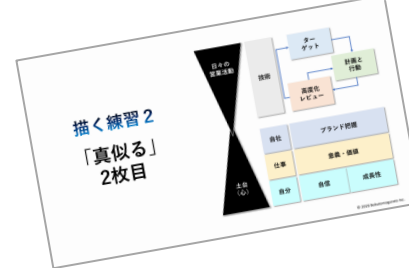 描く練習２
「真似る」
2枚目
日々の
営業活動
土台
(心)
技術
ター
ゲット
計画と
行動
高度化
レビュー
自社
ブランド把握
仕事
意義・価値
自分
自信
成長性